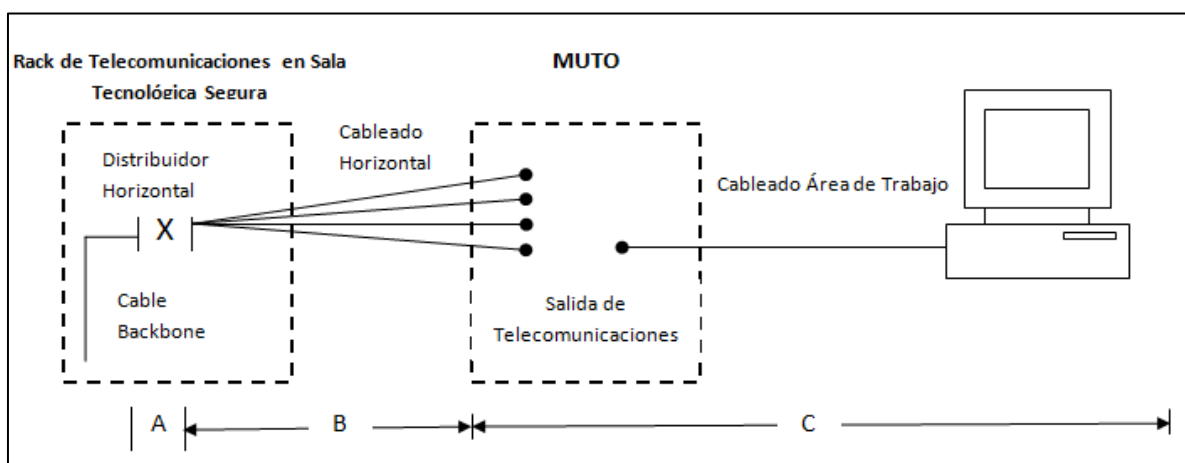 Rack de Telecomunicaciones en Sala
Tecnológica Segura
MUTO
Distribuidor
Horizontal
X
Cable
Backbone
Cableado
Horizontal
Salida de
Telecomunicaciones
Cableado Área de Trabajo
A
B
C